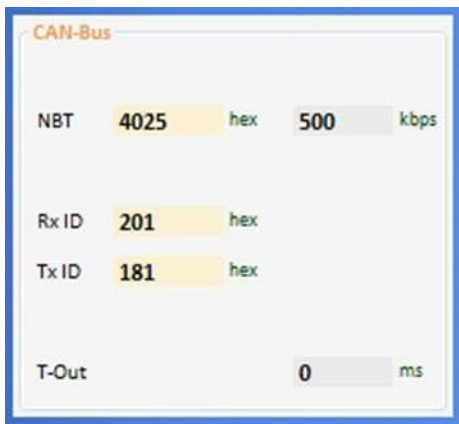 CAN-Bus
NBT 4025 hex 500 kbps
Rx ID 201 hex
Tx ID 181 hex
T-Out 0 ms